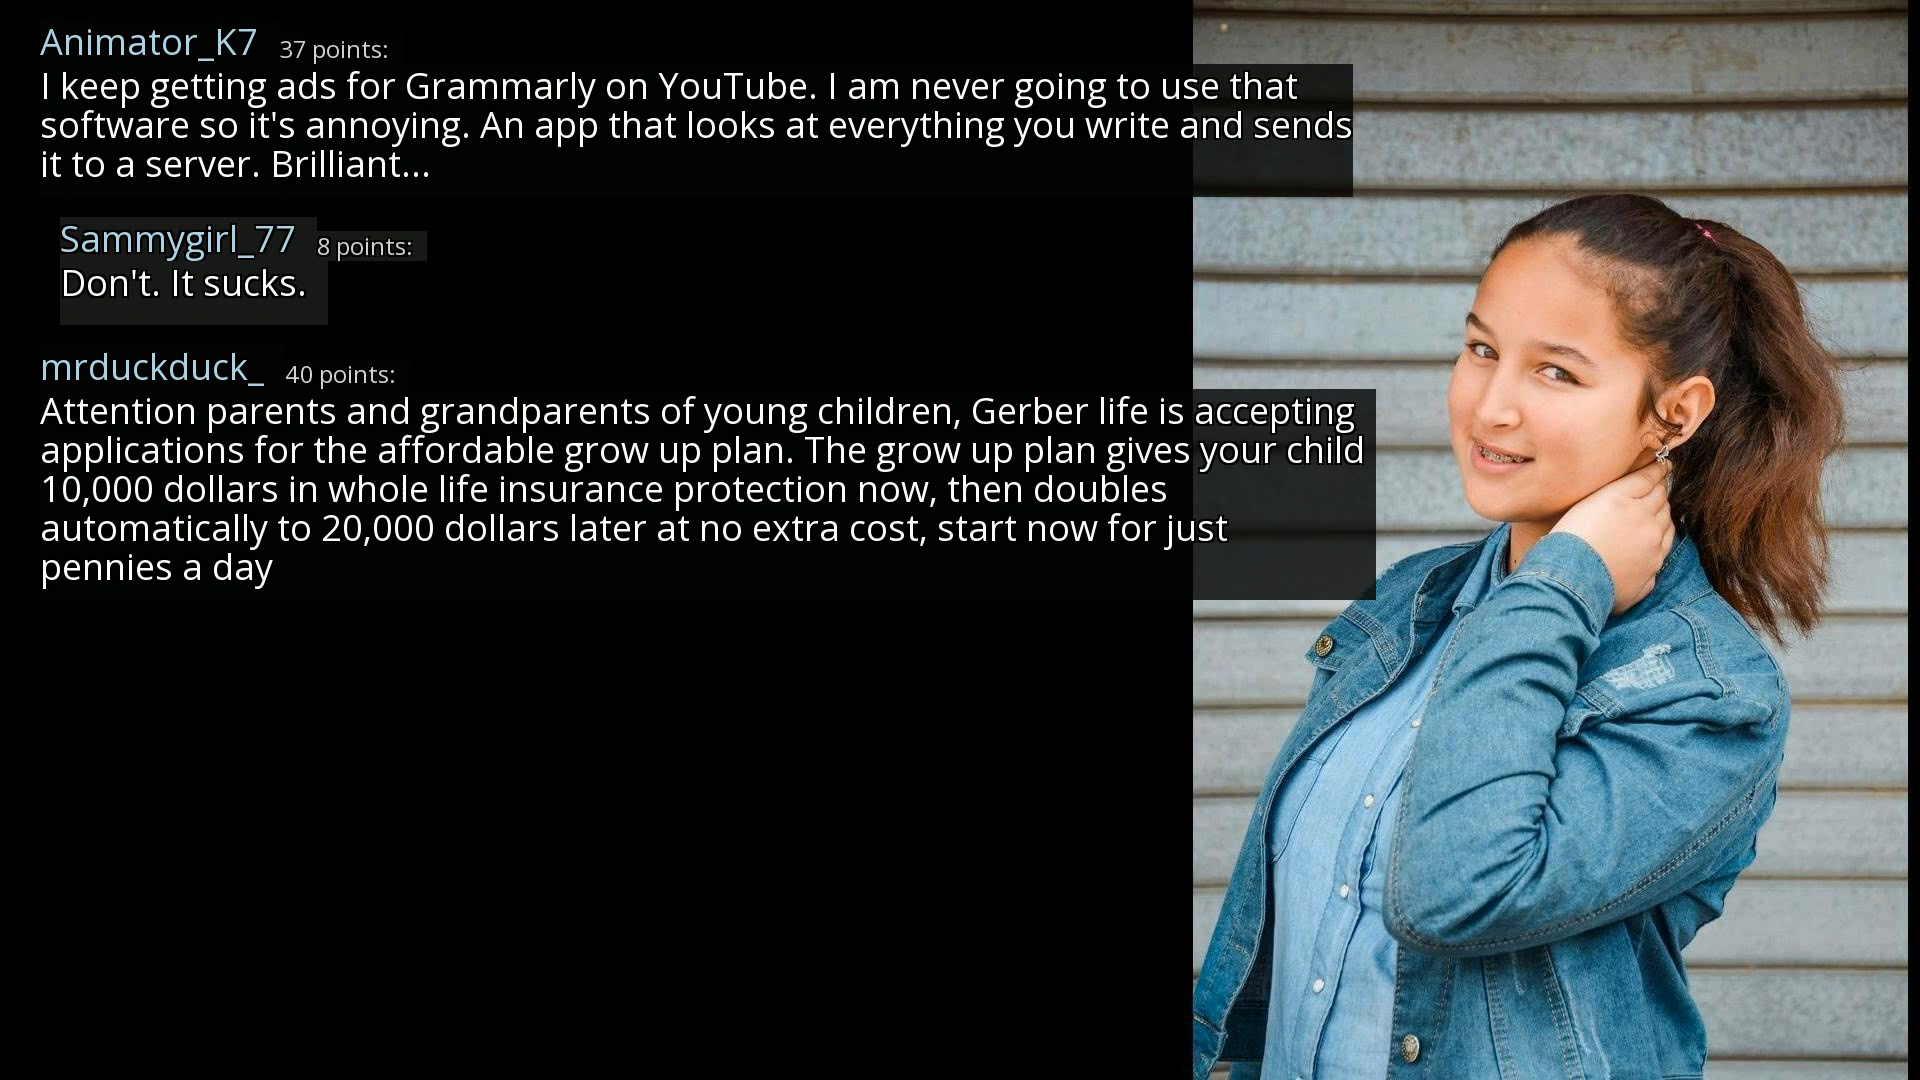 Animator_K7 37 points:
I keep getting ads for Grammarly on YouTube. I am never going to use that
software so it's annoying. An app that looks at everything you write and sends
it to a server. Brilliant...
Sammygirl_77 8 points:
Don't. It sucks.
mrduckduck_ 40 points:
Attention parents and grandparents of young children, Gerber life is accepting
applications for the affordable grow up plan. The grow up plan gives your child
10,000 dollars in whole life insurance protection now, then doubles
automatically to 20,000 dollars later at no extra cost, start now for just
pennies a day